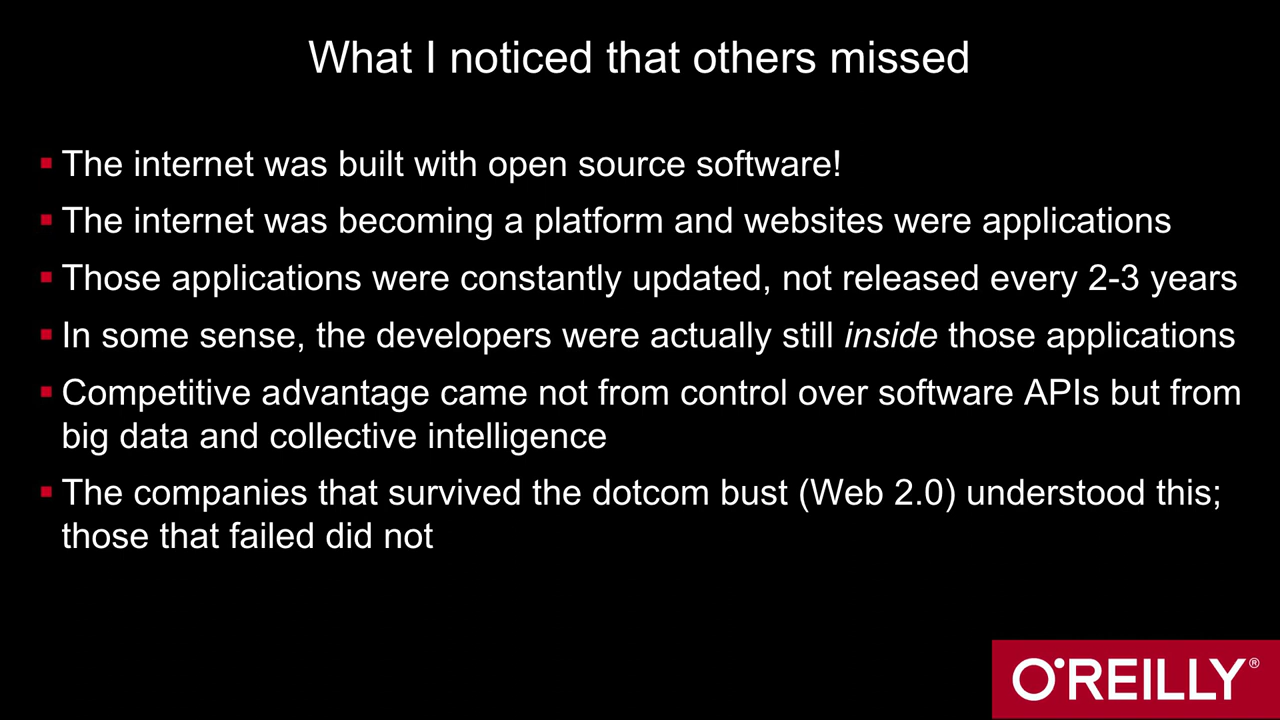 What I noticed that others missed
▪ The internet was built with open source software!
▪ The internet was becoming a platform and websites were applications
▪ Those applications were constantly updated, not released every 2-3 years
▪ In some sense, the developers were actually still inside those applications
▪ Competitive advantage came not from control over software APIs but from
big data and collective intelligence
▪ The companies that survived the dotcom bust (Web 2.0) understood this;
those that failed did not
O'REILLY®